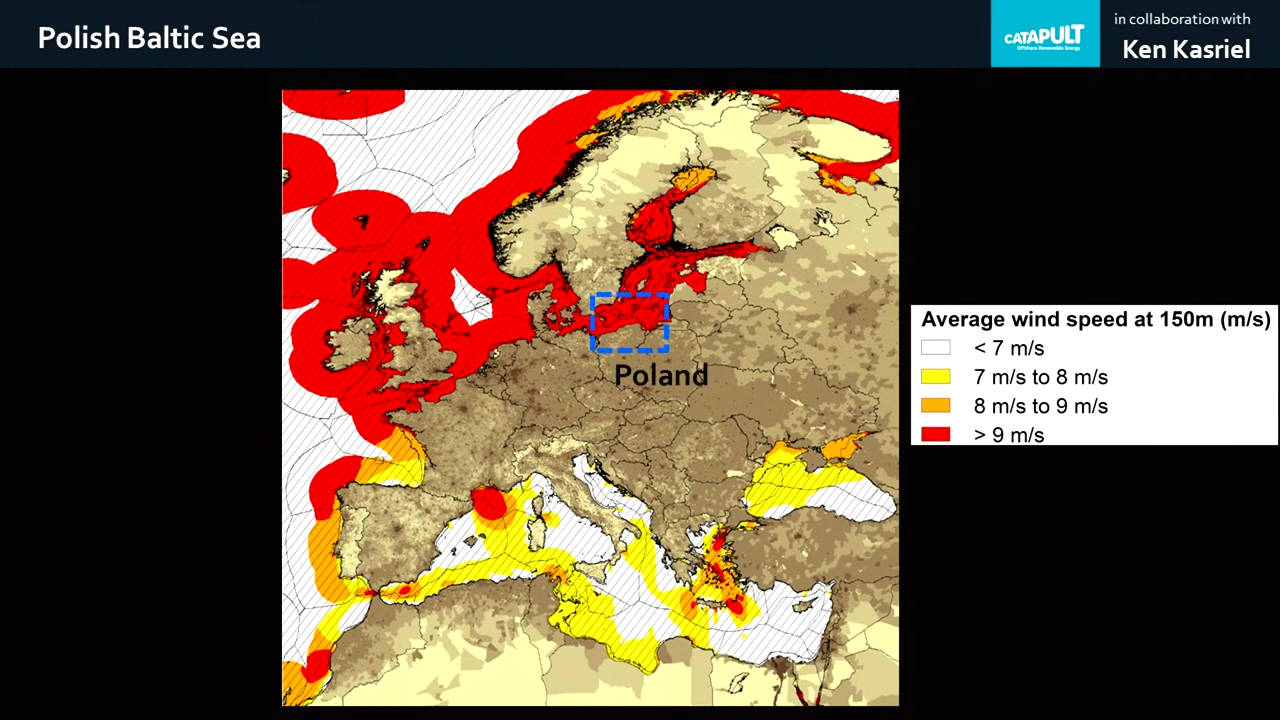 Polish Baltic Sea
CATAPULT
Offshore Renewable Energy
in collaboration with
Ken Kasriel
Poland
Average wind speed at 150m (m/s)
< 7 m/s
7 m/s to 8 m/s
8 m/s to 9 m/s
> 9 m/s